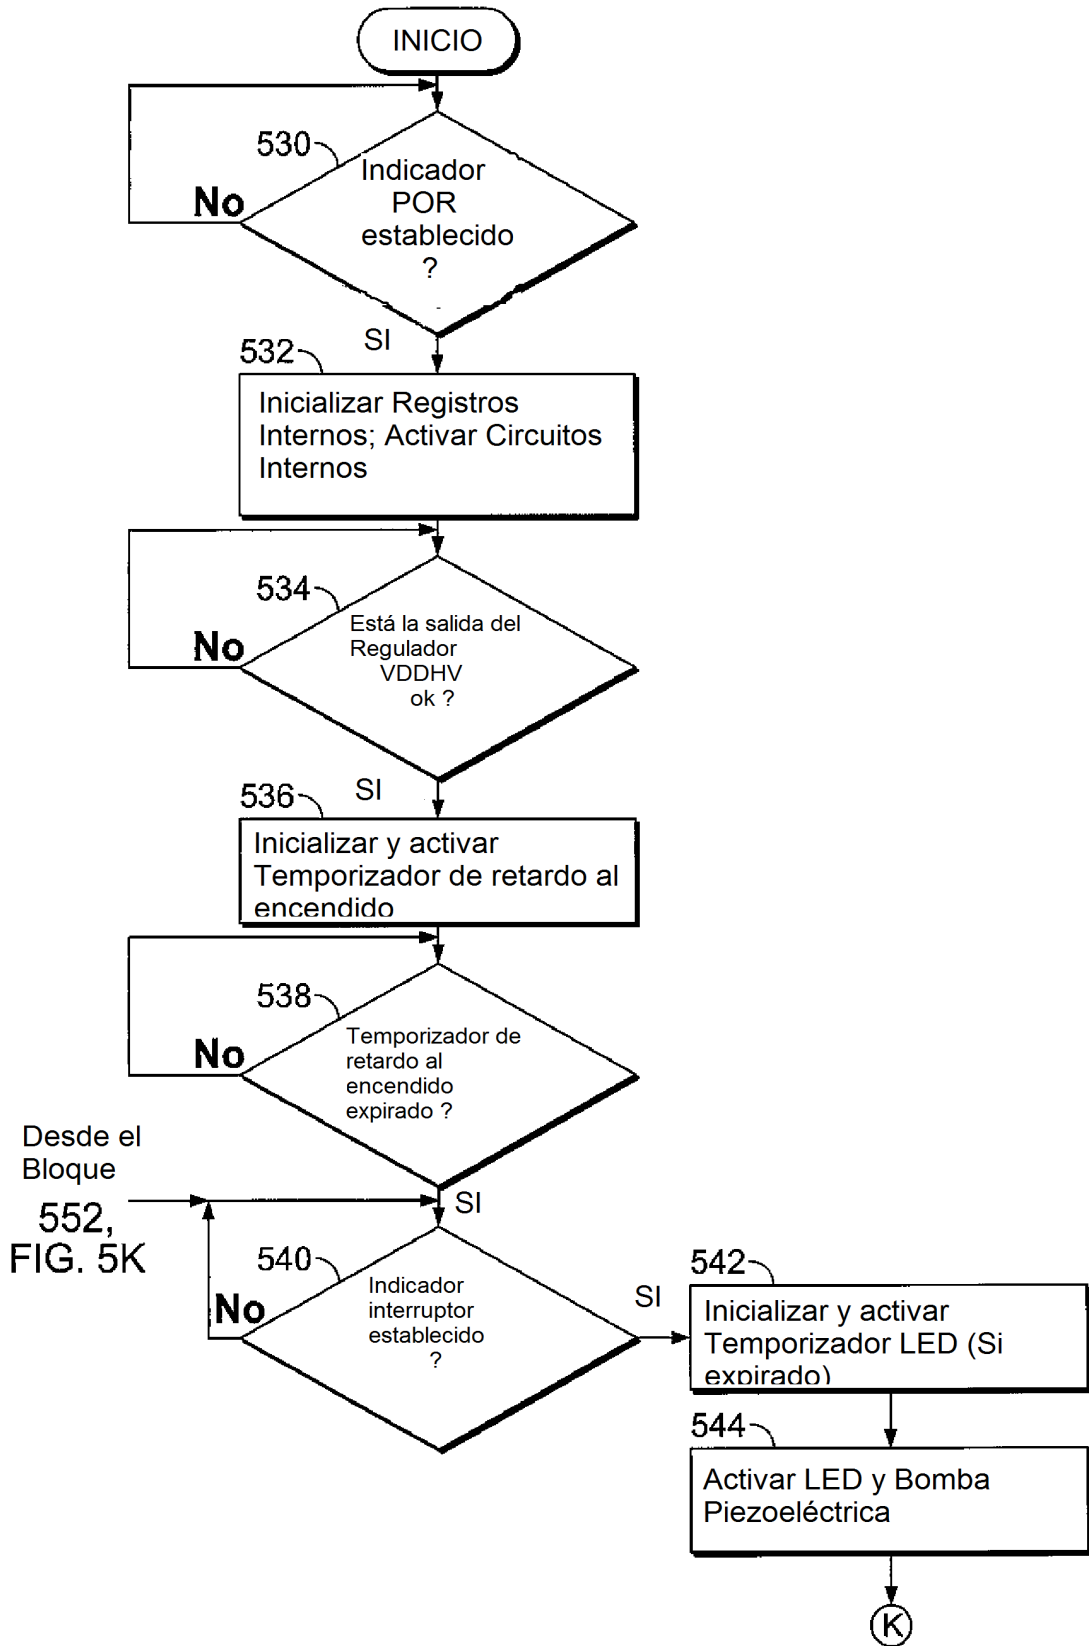 INICIO
530
Indicador
POR
establecido
?
No
SI
532
Inicializar Registros
Internos; Activar Circuitos
Internos
534
Está la salida del
Regulador
VDDHV
ok ?
No
SI
536
Inicializar y activar
Temporizador de retardo al
encendido
538
Temporizador de
retardo al
encendido
expirado ?
No
Desde el
Bloque
552,
FIG. 5K
SI
540
Indicador
interruptor
establecido
?
No
SI
542
Inicializar y activar
Temporizador LED (Si
expirado)
544
Activar LED y Bomba
Piezoeléctrica
K